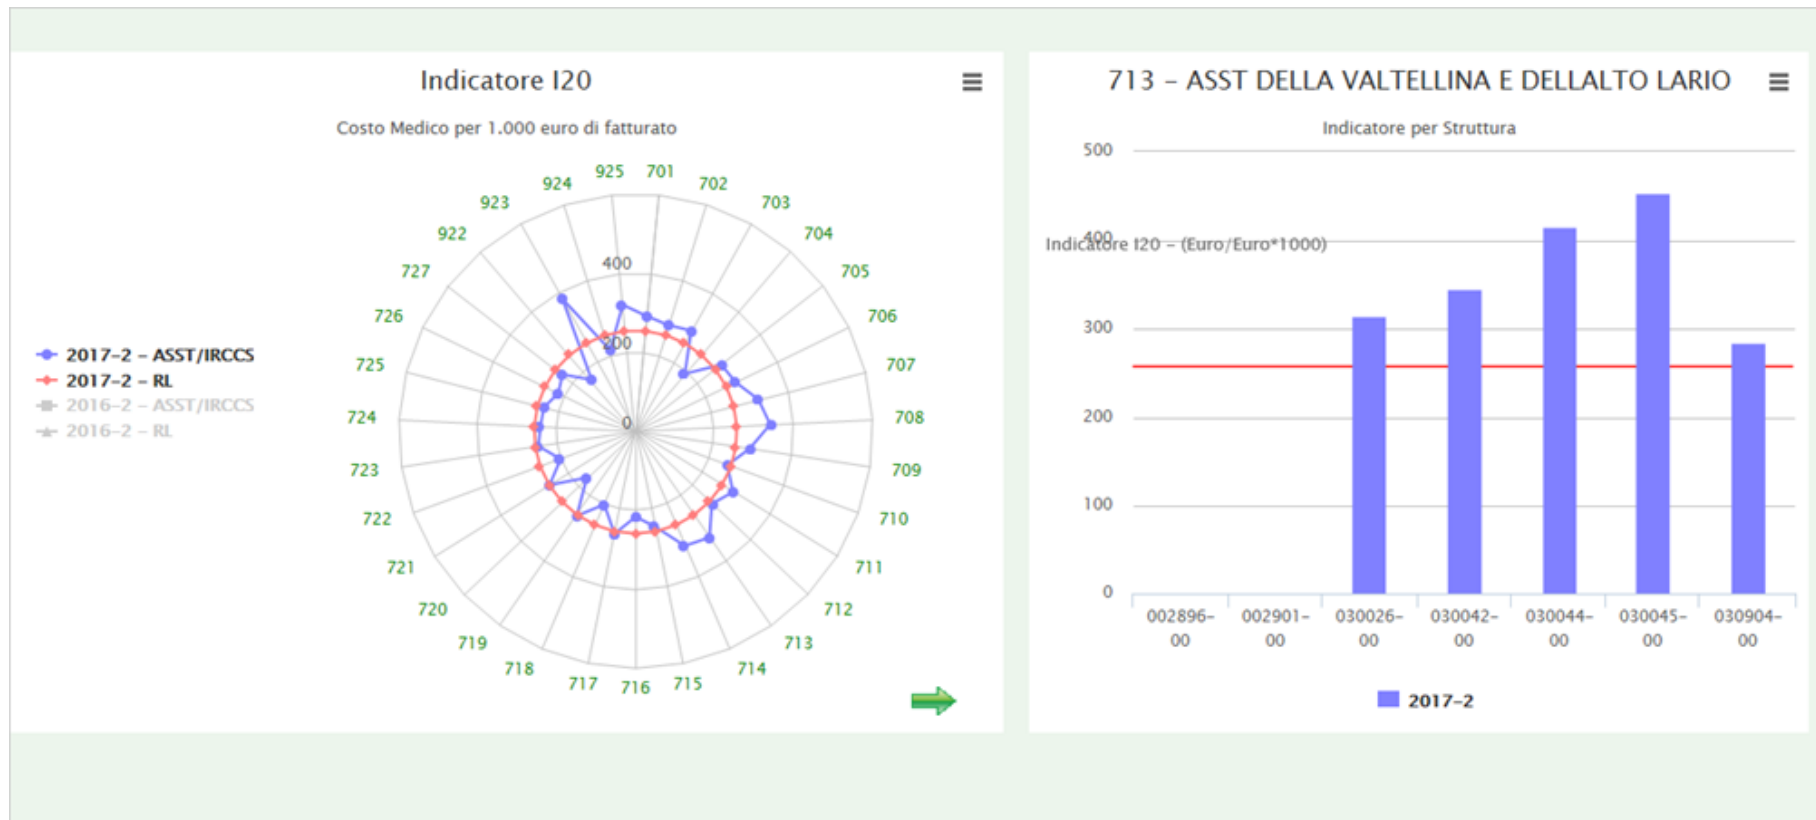 Indicatore I20
Costo Medico per 1.000 euro di fatturato
925 701
924 702
923 703
922 704
727 705
726 706
725 707
724 708
723 709
722 710
721 711
720 712
719 713
718 714
717 716 715
400
200
0
2017-2 - ASST/IRCCS
2017-2 - RL
2016-2 - ASST/IRCCS
2016-2 - RL
713 - ASST DELLA VALTELLINA E DELLALTO LARIO
Indicatore per Struttura
500
400
Indicatore I20 - (Euro/Euro*1000)
300
200
100
0
002896- 002901- 030026- 030042- 030044- 030045- 030904-
00 00 00 00 00 00 00
2017-2